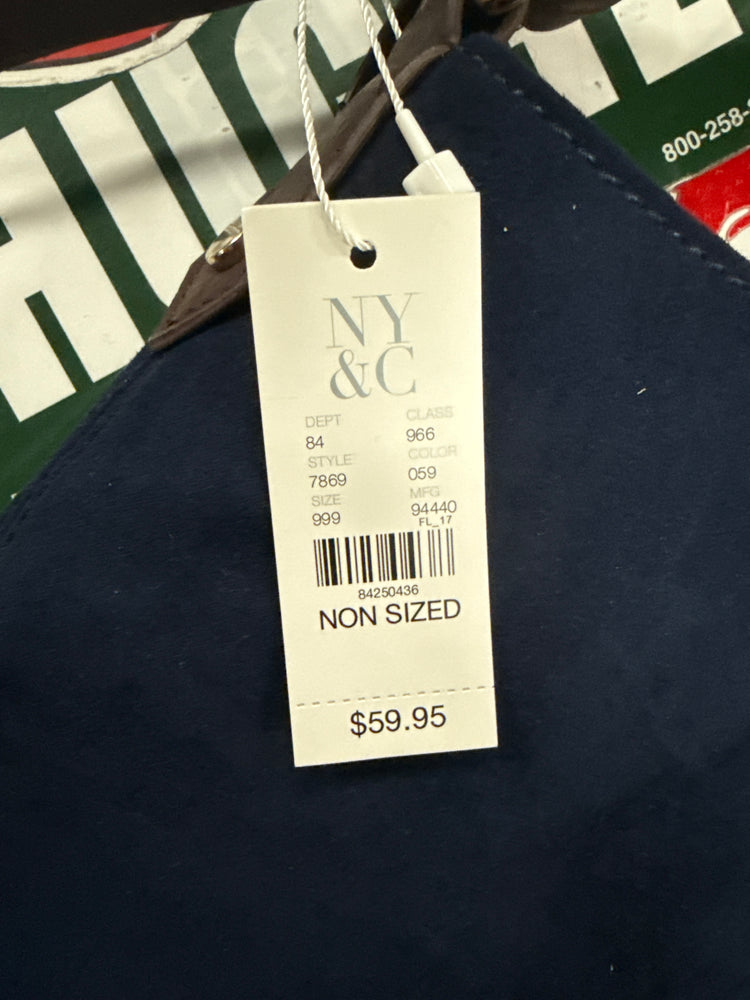 800-258-
NY
&C
DEPT CLASS
84 966
STYLE COLOR
7869 059
SIZE MFG
999 94440
FL_17
84250436
NON SIZED
$59.95